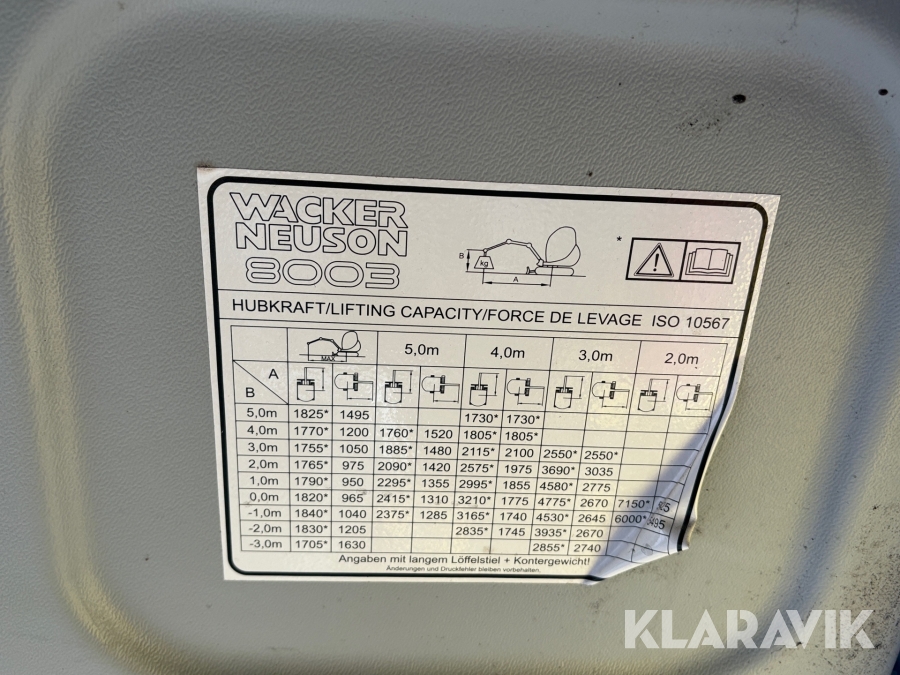 WACKER
NEUSON
8003
B
kg
A
*
HUBKRAFT/LIFTING CAPACITY/FORCE DE LEVAGE ISO 10567
MAX 5,0m 4,0m 3,0m 2,0m
A
B
5,0m 1825* 1495 1730* 1730*
4,0m 1770* 1200 1760* 1520 1805* 1805*
3,0m 1755* 1050 1885* 1480 2115* 2100 2550* 2550*
2,0m 1765* 975 2090* 1420 2575* 1975 3690* 3035
1,0m 1790* 950 2295* 1355 2995* 1855 4580* 2775
0,0m 1820* 965 2415* 1310 3210* 1775 4775* 2670 7150*
-1,0m 1840* 1040 2375* 1285 3165* 1740 4530* 2645 6000*
-2,0m 1830* 1205 2835* 1745 3935* 2670
-3,0m 1705* 1630 2855* 2740
Angaben mit langem Löffelstiel + Kontergewicht!
Änderungen und Druckfehler bleiben vorbehalten.
KLARAVIK